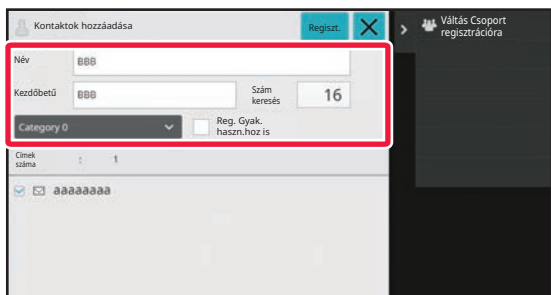 Kontaktok hozzáadása
Regiszt.
Váltás Csoport
regisztrációra
Név
BBB
Kezdőbetű
BBB
Szám
keresés
16
Category 0
Reg. Gyak.
haszn.hoz is
Címek
száma
:
1
aaaaaaaa